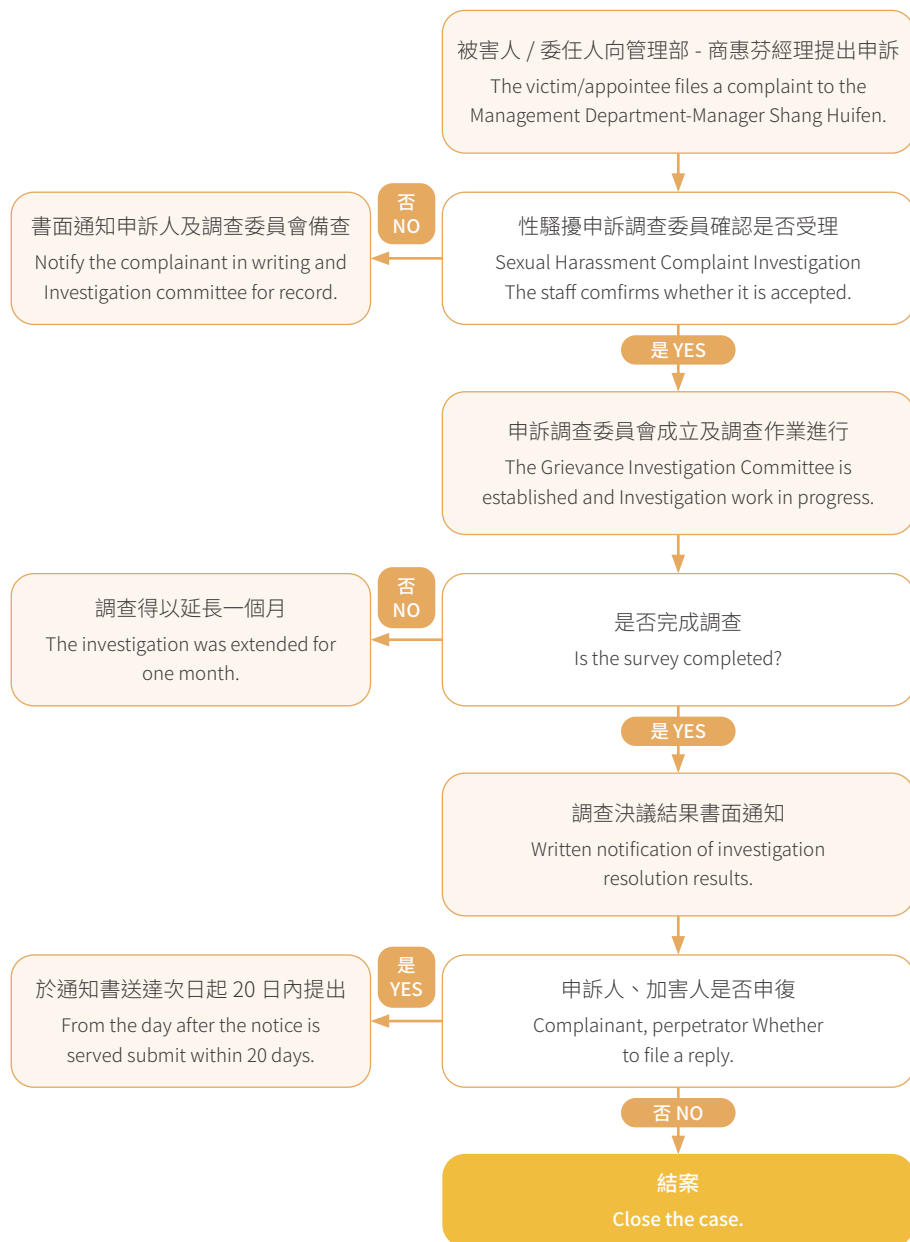 被害人 / 委任人向管理部 - 商惠芬經理提出申訴
The victim/appointee files a complaint to the
Management Department-Manager Shang Huifen.
否
NO
書面通知申訴人及調查委員會備查
Notify the complainant in writing and
Investigation committee for record.
性騷擾申訴調查委員確認是否受理
Sexual Harassment Complaint Investigation
The staff comfirms whether it is accepted.
是 YES
申訴調查委員會成立及調查作業進行
The Grievance Investigation Committee is
established and Investigation work in progress.
否
NO
調查得以延長一個月
The investigation was extended for
one month.
是否完成調查
Is the survey completed?
是 YES
調查決議結果書面通知
Written notification of investigation
resolution results.
是
YES
於通知書送達次日起 20 日內提出
From the day after the notice is
served submit within 20 days.
申訴人、加害人是否申復
Complainant, perpetrator Whether
to file a reply.
否 NO
結案
Close the case.